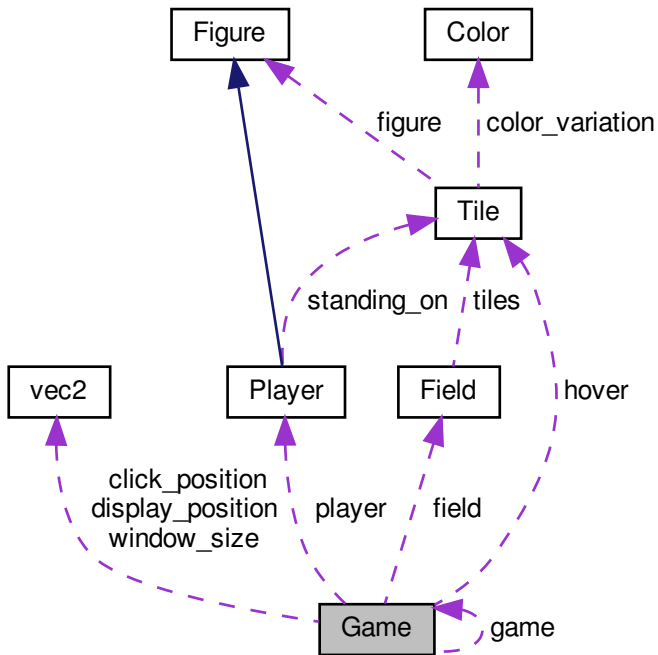 Figure
Color
figure
color_variation
Tile
standing_on
tiles
vec2
Player
Field
hover
click_position
display_position
window_size
player
field
Game
game